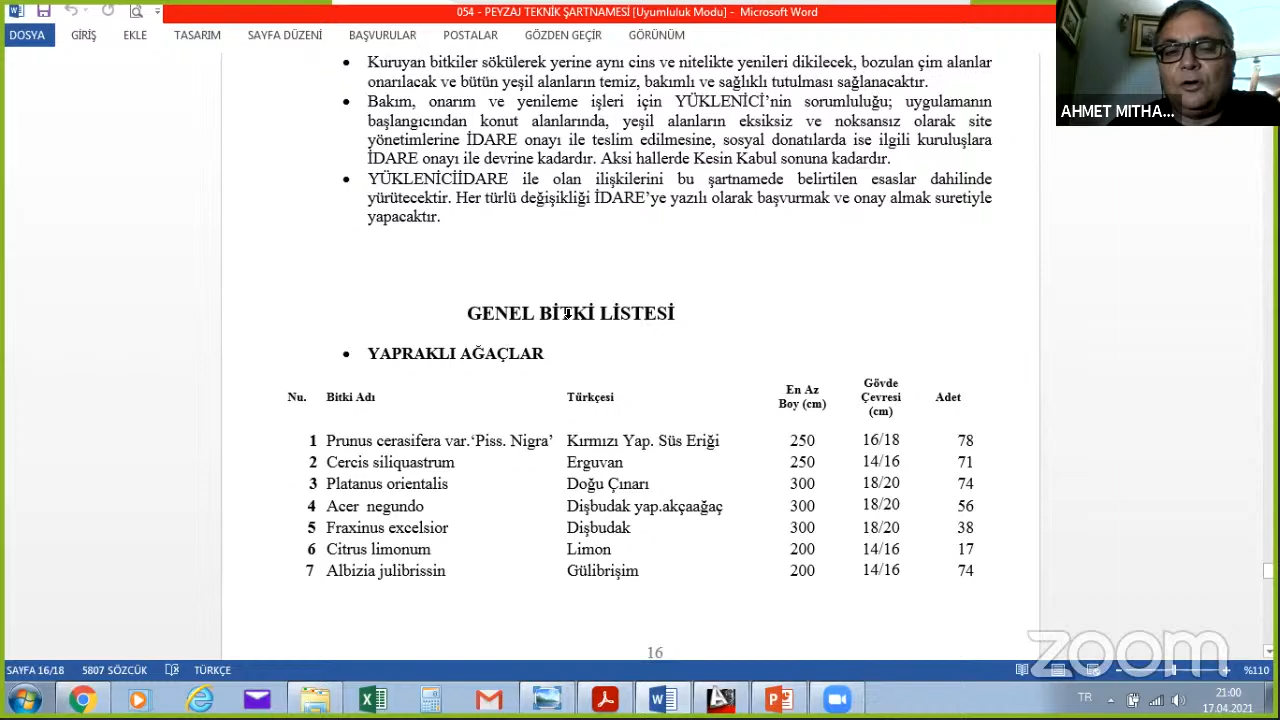 054 - PEYZAJ TEKNİK ŞARTNAMESİ [Uyumluluk Modu] - Microsoft Word
DOSYA GİRİŞ EKLE TASARIM SAYFA DÜZENİ BAŞVURULAR POSTALAR GÖZDEN GEÇİR GÖRÜNÜM
AHMET MITHA...
• Kuruyan bitkiler sökülerek yerine aynı cins ve nitelikte yenileri dikilecek, bozulan çim alanlar
onarılacak ve bütün yeşil alanların temiz, bakımlı ve sağlıklı tutulması sağlanacaktır.
• Bakım, onarım ve yenileme işleri için YÜKLENİCİ’nin sorumluluğu; uygulamanın
başlangıcından konut alanlarında, yeşil alanların eksiksiz ve noksansız olarak site
yönetimlerine İDARE onayı ile teslim edilmesine, sosyal donatılarda ise ilgili kuruluşlara
İDARE onayı ile devrine kadardır. Aksi hallerde Kesin Kabul sonuna kadardır.
• YÜKLENİCİİDARE ile olan ilişkilerini bu şartnamede belirtilen esaslar dahilinde
yürütecektir. Her türlü değişikliği İDARE’ye yazılı olarak başvurmak ve onay almak suretiyle
yapacaktır.
GENEL BİTKİ LİSTESİ
• YAPRAKLI AĞAÇLAR
Nu. Bitki Adı Türkçesi En Az Boy (cm) Gövde Çevresi (cm) Adet
1 Prunus cerasifera var.‘Piss. Nigra’ Kırmızı Yap. Süs Eriği 250 16/18 78
2 Cercis siliquastrum Erguvan 250 14/16 71
3 Platanus orientalis Doğu Çınarı 300 18/20 74
4 Acer negundo Dişbudak yap.akçaağaç 300 18/20 56
5 Fraxinus excelsior Dişbudak 300 18/20 38
6 Citrus limonum Limon 200 14/16 17
7 Albizia julibrissin Gülibrişim 200 14/16 74
16
zoom
SAYFA 16/18 5807 SÖZCÜK TÜRKÇE %110
TR 21:00
17.04.2021